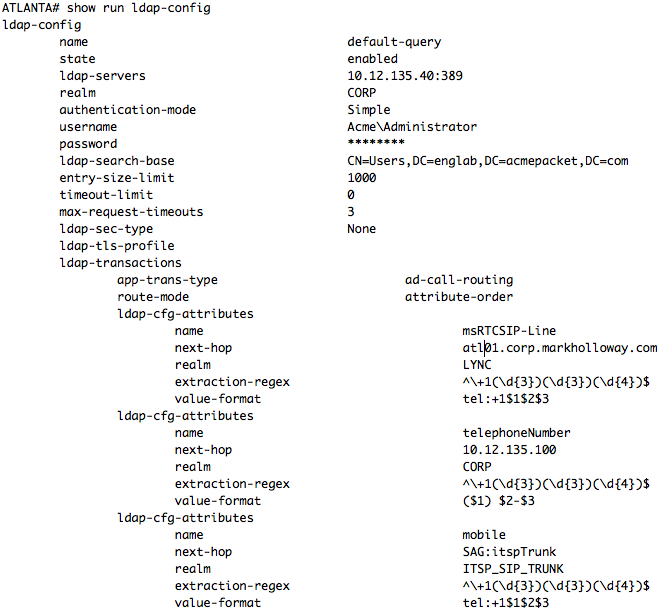 ATLANTA# show run ldap-config
ldap-config
name default-query
state enabled
ldap-servers 10.12.135.40:389
realm CORP
authentication-mode Simple
username Acme\Administrator
password ********
ldap-search-base CN=Users,DC=englab,DC=acmepacket,DC=com
entry-size-limit 1000
timeout-limit 0
max-request-timeouts 3
ldap-sec-type None
ldap-tls-profile
ldap-transactions
app-trans-type ad-call-routing
route-mode attribute-order
ldap-cfg-attributes
name msRTCSIP-Line
next-hop atl01.corp.markholloway.com
realm LYNC
extraction-regex ^\+1(\d{3})(\d{3})(\d{4})$
value-format tel:+1$1$2$3
ldap-cfg-attributes
name telephoneNumber
next-hop 10.12.135.100
realm CORP
extraction-regex ^\+1(\d{3})(\d{3})(\d{4})$
value-format ($1) $2-$3
ldap-cfg-attributes
name mobile
next-hop SAG:itspTrunk
realm ITSP_SIP_TRUNK
extraction-regex ^\+1(\d{3})(\d{3})(\d{4})$
value-format tel:+1$1$2$3